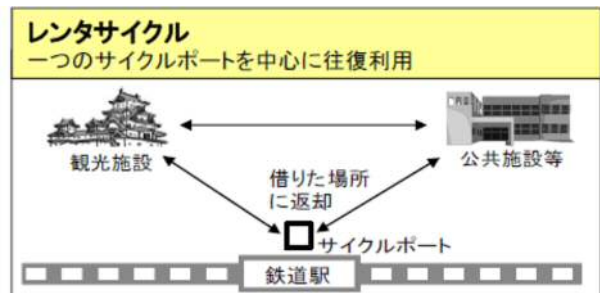 レンタサイクル
一つのサイクルポートを中心に往復利用
観光施設
公共施設等
借りた場所
に返却
サイクルポート
鉄道駅